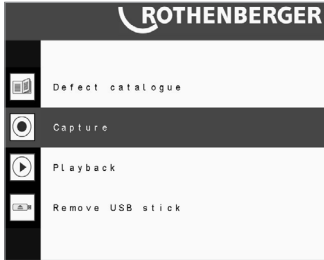 ROTHENBERGER
Defect catalogue
Capture
Playback
Remove USB stick